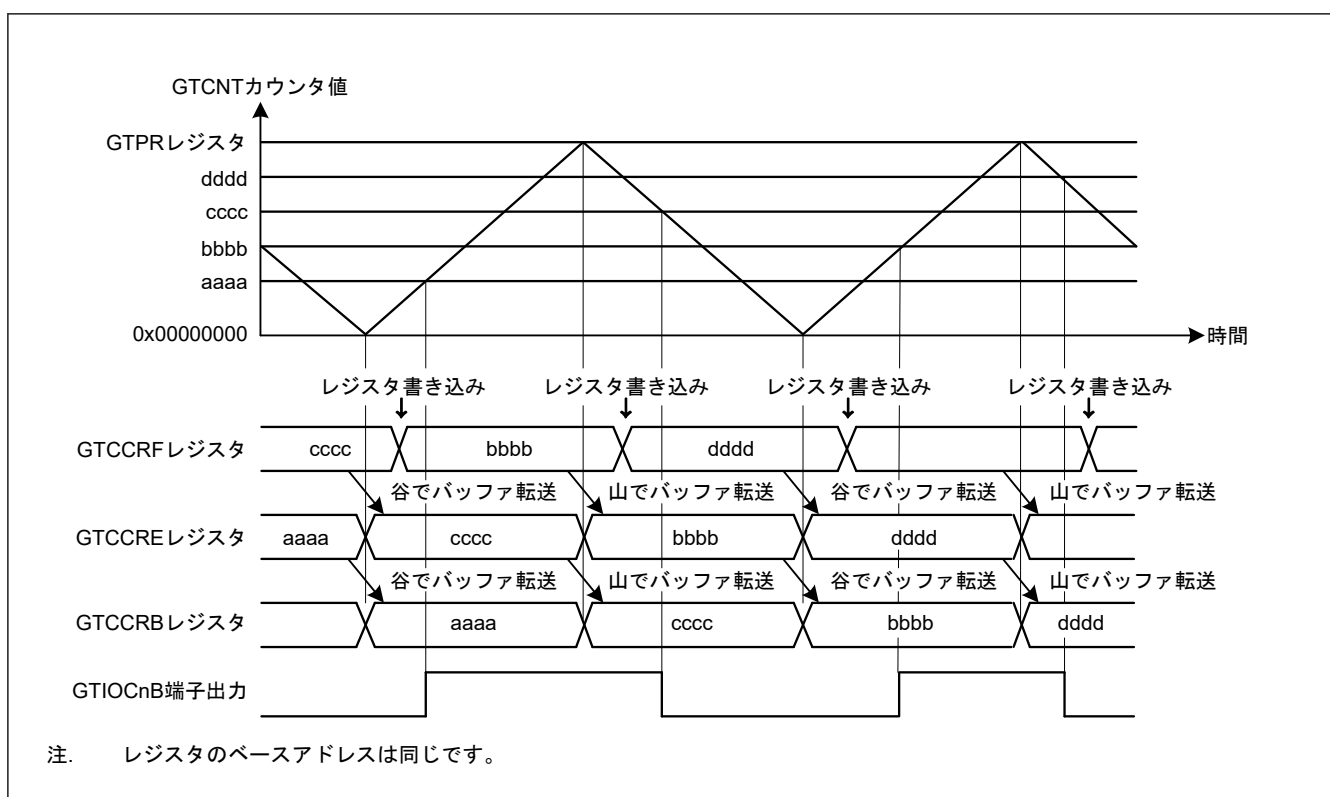 GTCNTカウンタ値
GTPRレジスタ
dddd
cccc
bbbb
aaaa
0x00000000
時間
レジスタ書き込み レジスタ書き込み レジスタ書き込み レジスタ書き込み
GTCCRFレジスタ cccc bbbb dddd
谷でバッファ転送 山でバッファ転送 谷でバッファ転送 山でバッファ転送
GTCCREレジスタ aaaa cccc bbbb dddd
谷でバッファ転送 山でバッファ転送 谷でバッファ転送 山でバッファ転送
GTCCRBレジスタ aaaa cccc bbbb dddd
GTIOCnB端子出力
注. レジスタのベースアドレスは同じです。